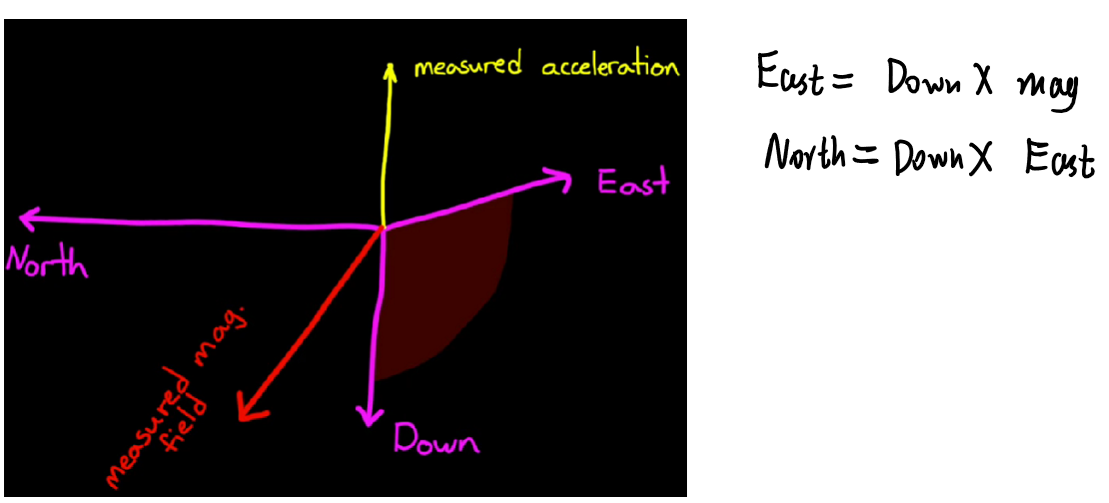 measured acceleration
East = Down X mag
North = Down X East
East
North
measured mag.
field
Down